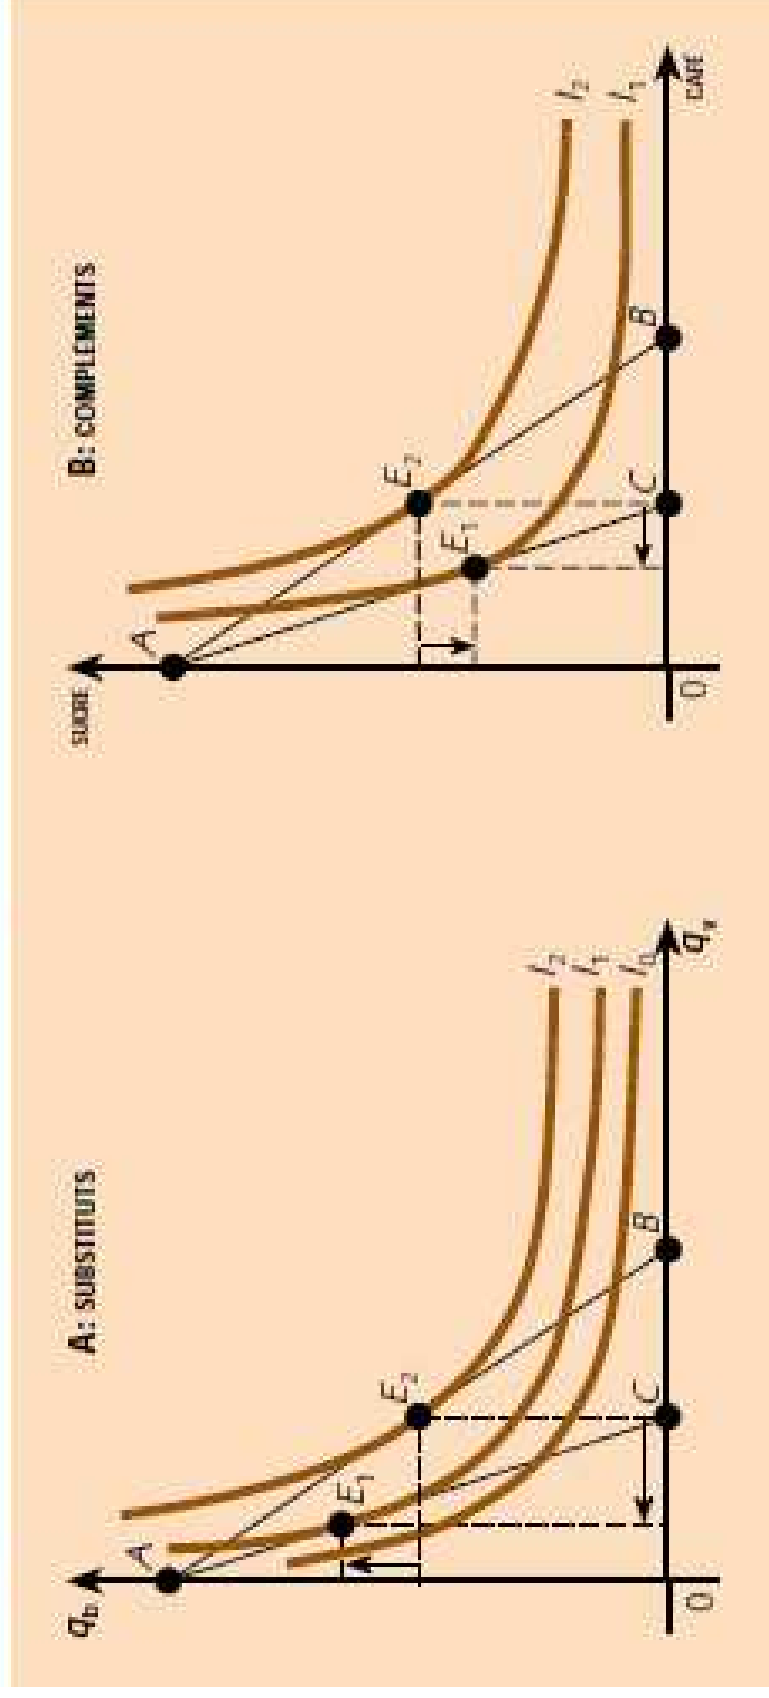 A: SUBSTITUTS
q_b
A
E_1
E_2
C
B
I_2
I_1
I_0
0
q_a
B: COMPLEMENTS
SUCRE
A
E_2
E_1
C
B
I_2
I_1
0
CAFE